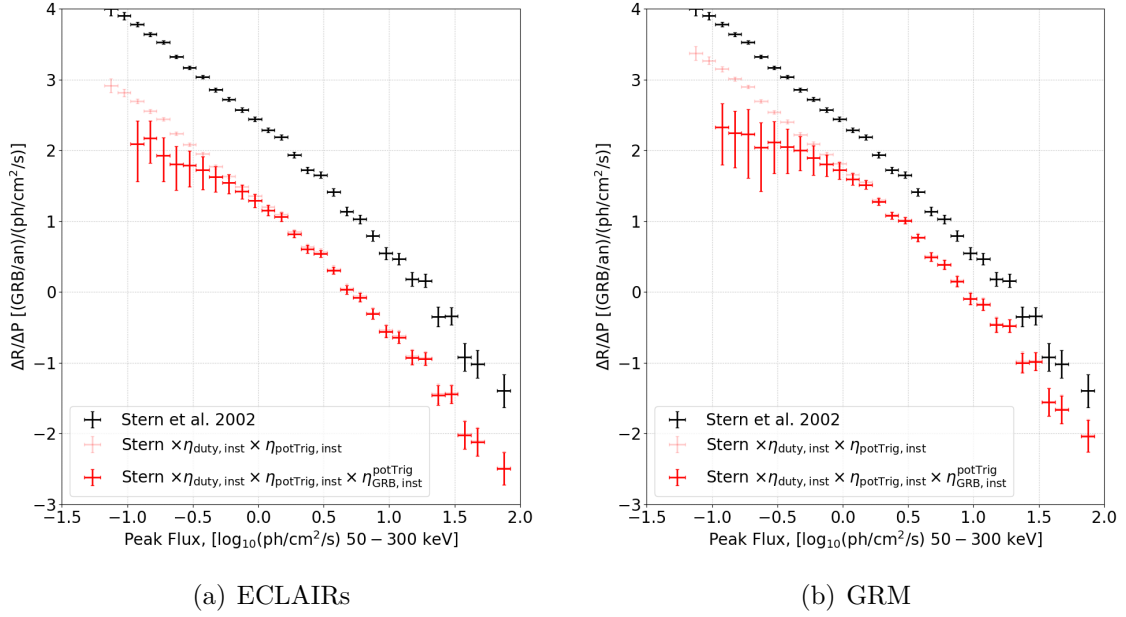 4
3
2
1
0
−1
−2
−3
ΔR/ΔP [(GRB/an)/(ph/cm²/s)]
Stern et al. 2002
Stern ×η_duty, inst × η_potTrig, inst
Stern ×η_duty, inst × η_potTrig, inst × η^potTrig_GRB, inst
−1.5 −1.0 −0.5 0.0 0.5 1.0 1.5 2.0
Peak Flux, [log₁₀(ph/cm²/s) 50 − 300 keV]
(a) ECLAIRs
4
3
2
1
0
−1
−2
−3
ΔR/ΔP [(GRB/an)/(ph/cm²/s)]
Stern et al. 2002
Stern ×η_duty, inst × η_potTrig, inst
Stern ×η_duty, inst × η_potTrig, inst × η^potTrig_GRB, inst
−1.5 −1.0 −0.5 0.0 0.5 1.0 1.5 2.0
Peak Flux, [log₁₀(ph/cm²/s) 50 − 300 keV]
(b) GRM